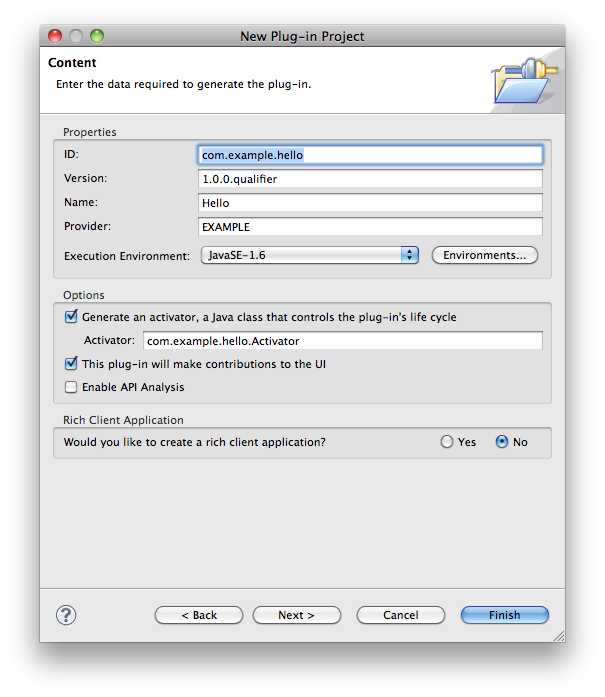 New Plug-in Project
Content
Enter the data required to generate the plug-in.
Properties
ID: com.example.hello
Version: 1.0.0.qualifier
Name: Hello
Provider: EXAMPLE
Execution Environment: JavaSE-1.6 Environments...
Options
Generate an activator, a Java class that controls the plug-in's life cycle
Activator: com.example.hello.Activator
This plug-in will make contributions to the UI
Enable API Analysis
Rich Client Application
Would you like to create a rich client application? Yes No
? < Back Next > Cancel Finish